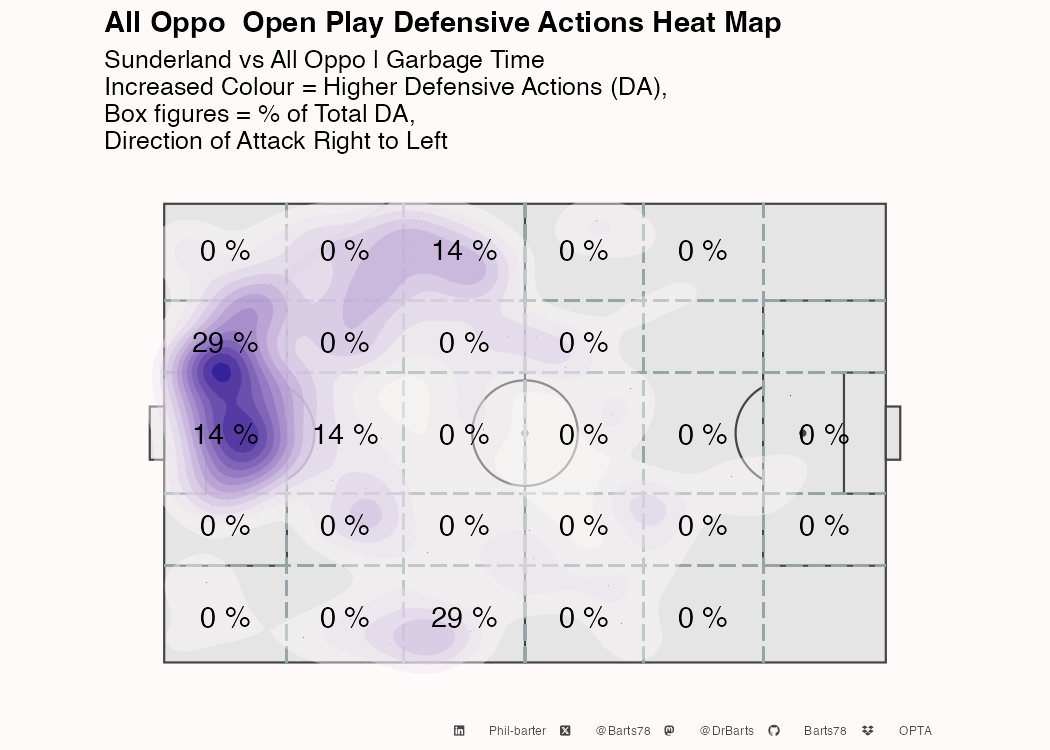 All Oppo  Open Play Defensive Actions Heat Map
Sunderland vs All Oppo | Garbage Time
Increased Colour = Higher Defensive Actions (DA),
Box figures = % of Total DA,
Direction of Attack Right to Left
0 % 0 % 14 % 0 % 0 %
29 % 0 % 0 % 0 %
14 % 14 % 0 % 0 % 0 % 0 %
0 % 0 % 0 % 0 % 0 % 0 %
0 % 0 % 29 % 0 % 0 %
Phil-barter @Barts78 @DrBarts Barts78 OPTA